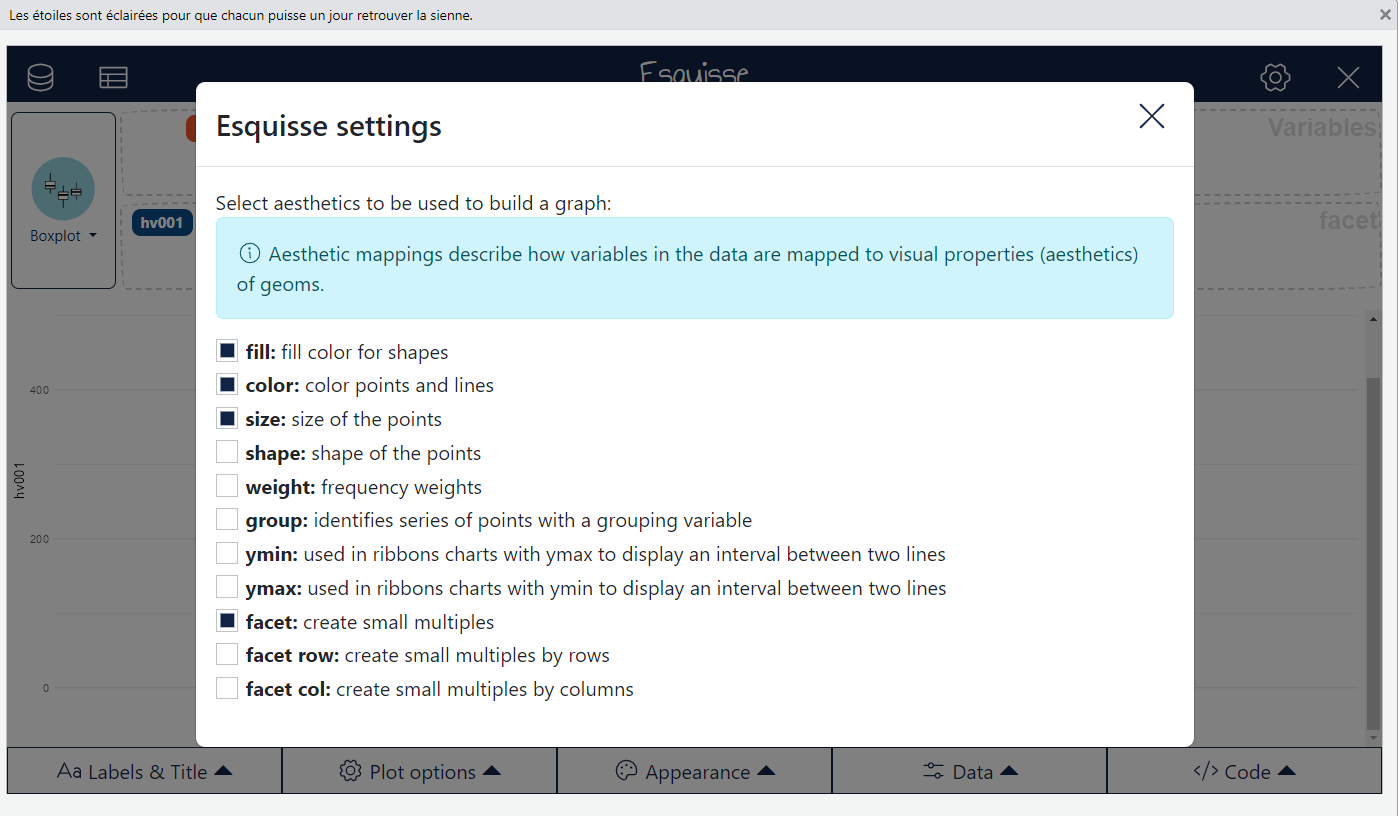 Les étoiles sont éclairées pour que chacun puisse un jour retrouver la sienne.
Esquisse
Esquisse settings
Variables
hv001
facet
Boxplot
Select aesthetics to be used to build a graph:
Aesthetic mappings describe how variables in the data are mapped to visual properties (aesthetics)
of geoms.
fill: fill color for shapes
color: color points and lines
size: size of the points
shape: shape of the points
weight: frequency weights
group: identifies series of points with a grouping variable
ymin: used in ribbons charts with ymax to display an interval between two lines
ymax: used in ribbons charts with ymin to display an interval between two lines
facet: create small multiples
facet row: create small multiples by rows
facet col: create small multiples by columns
400
hv001
200
0
Aa Labels & Title
Plot options
Appearance
Data
</> Code